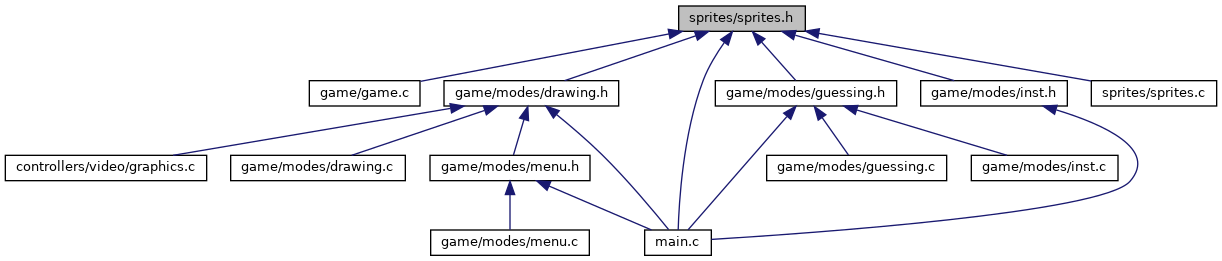 sprites/sprites.h
game/game.c
game/modes/drawing.h
game/modes/guessing.h
game/modes/inst.h
sprites/sprites.c
controllers/video/graphics.c
game/modes/drawing.c
game/modes/menu.h
game/modes/guessing.c
game/modes/inst.c
game/modes/menu.c
main.c